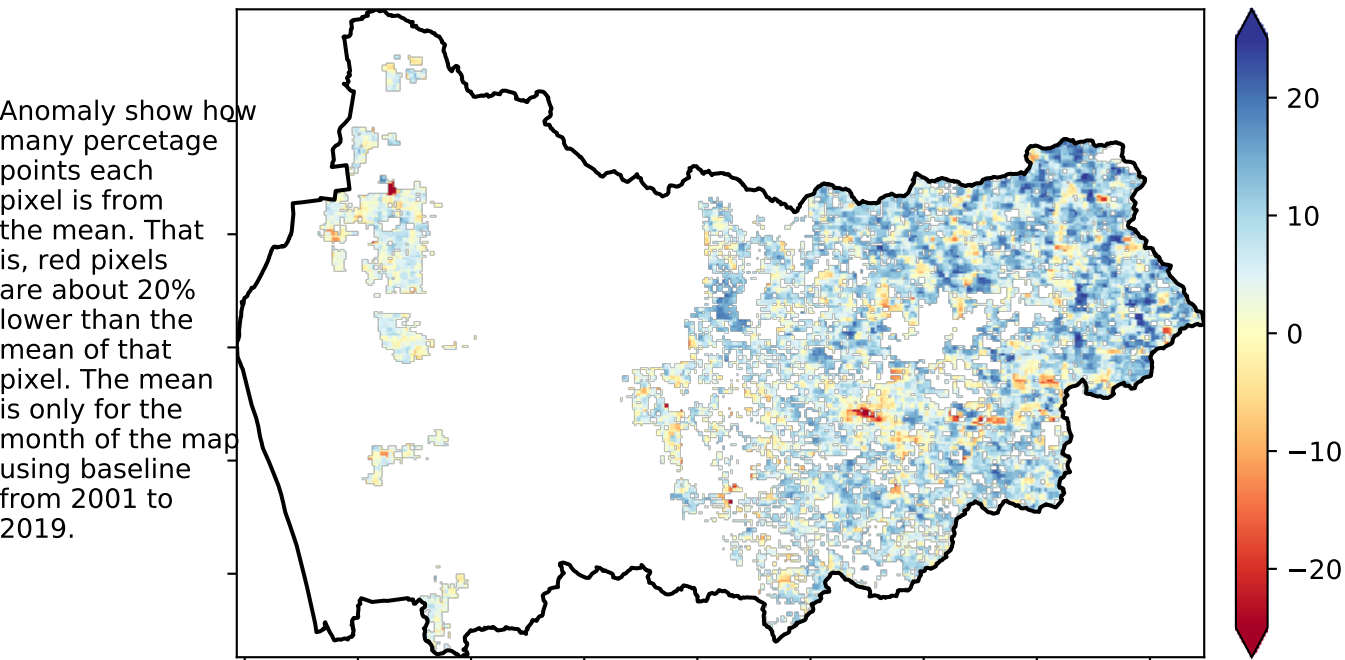 Anomaly show how
many percetage
points each
pixel is from
the mean. That
is, red pixels
are about 20%
lower than the
mean of that
pixel. The mean
is only for the
month of the map
using baseline
from 2001 to
2019.
20
10
0
−10
−20